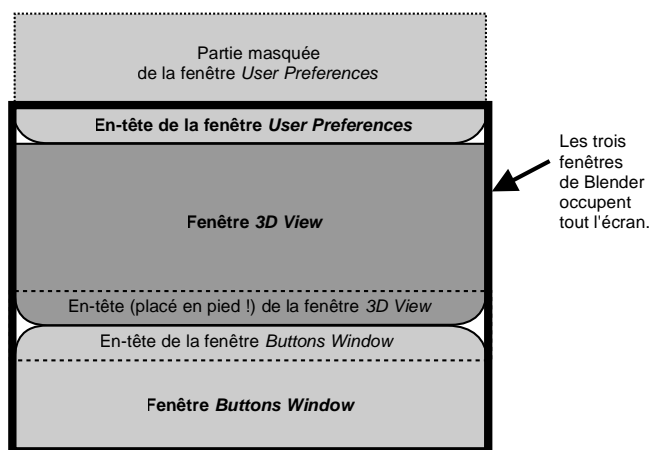 Partie masquée
de la fenêtre User Preferences
En-tête de la fenêtre User Preferences
Les trois
fenêtres
de Blender
occupent
tout l'écran.
Fenêtre 3D View
En-tête (placé en pied !) de la fenêtre 3D View
En-tête de la fenêtre Buttons Window
Fenêtre Buttons Window